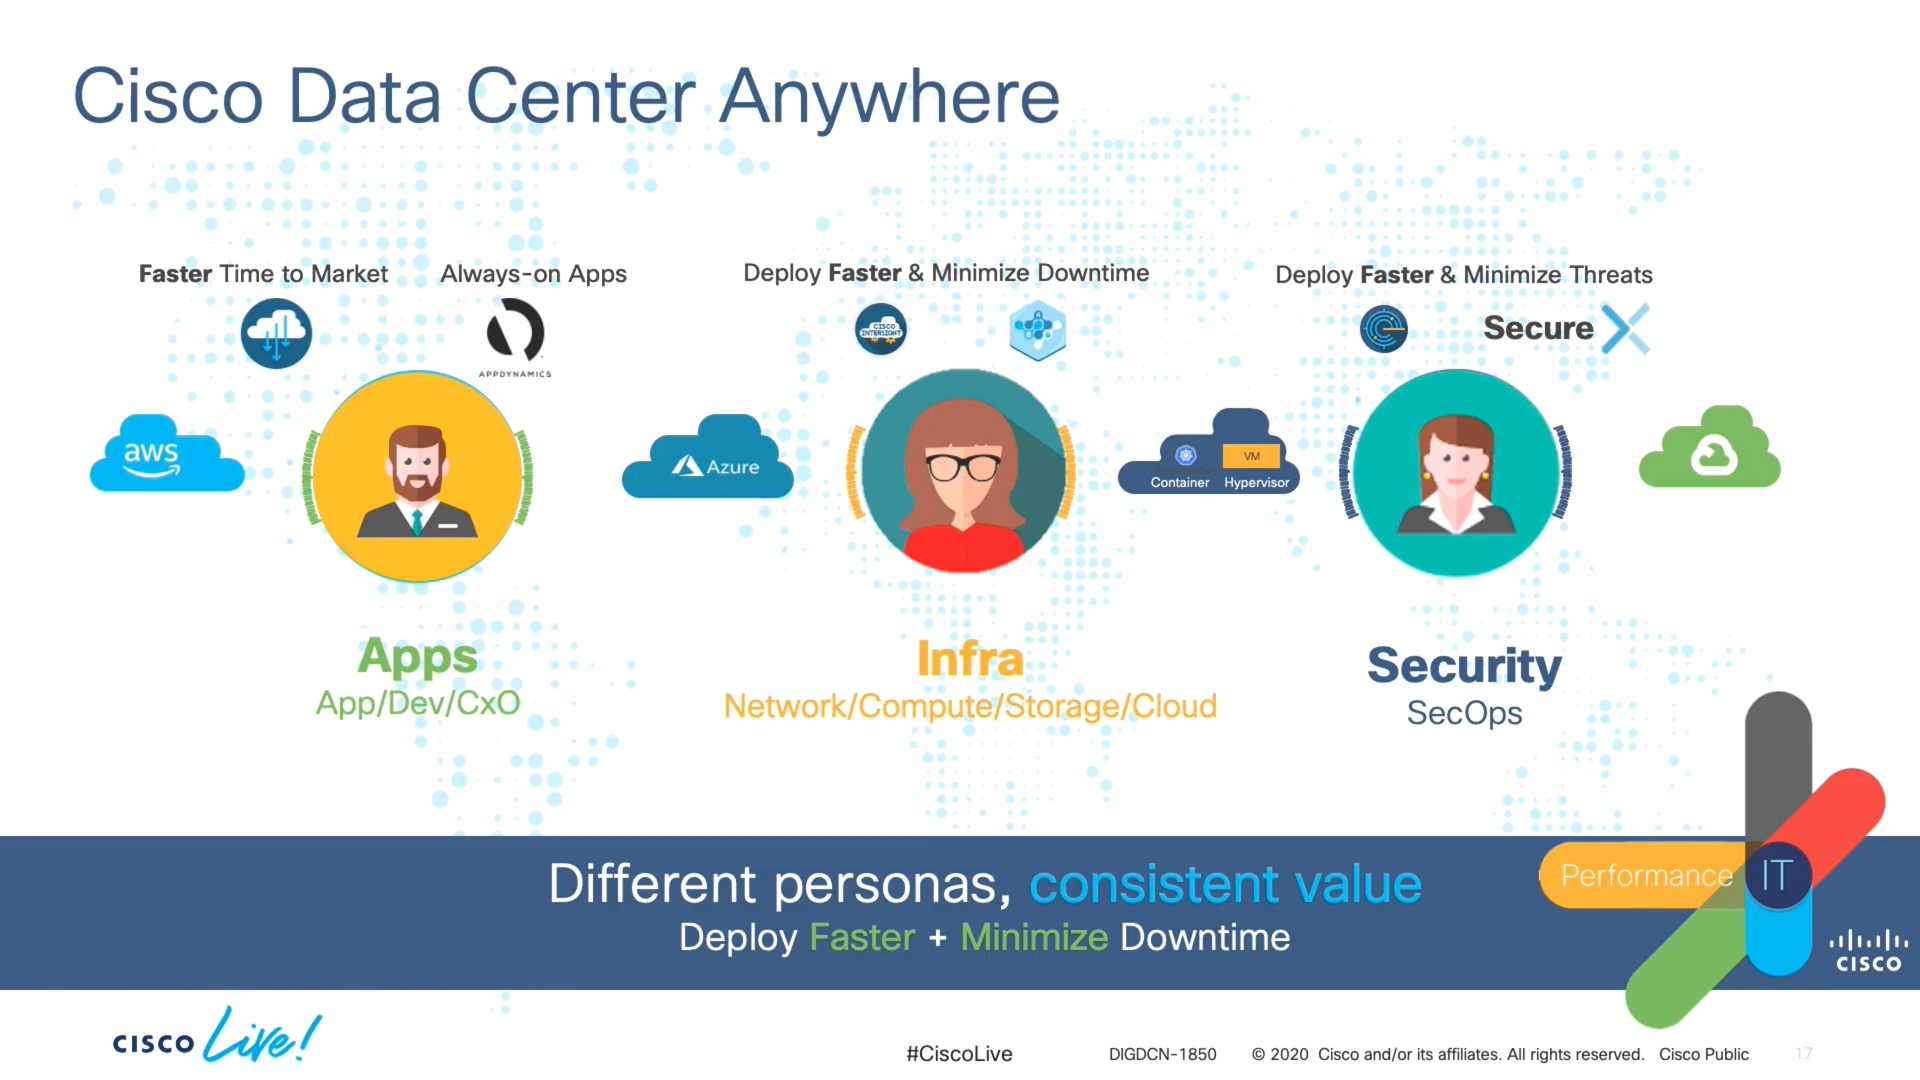 Cisco Data Center Anywhere
Faster Time to Market
Always-on Apps
Deploy Faster & Minimize Downtime
Deploy Faster & Minimize Threats
APPDYNAMICS
CISCO
INTERSIGHT
Secure X
aws
Azure
VM
Container Hypervisor
Apps
App/Dev/CxO
Infra
Network/Compute/Storage/Cloud
Security
SecOps
Different personas, consistent value
Deploy Faster + Minimize Downtime
Performance IT
CISCO
CISCO Live!
#CiscoLive
DIGDCN-1850
© 2020 Cisco and/or its affiliates. All rights reserved. Cisco Public
17